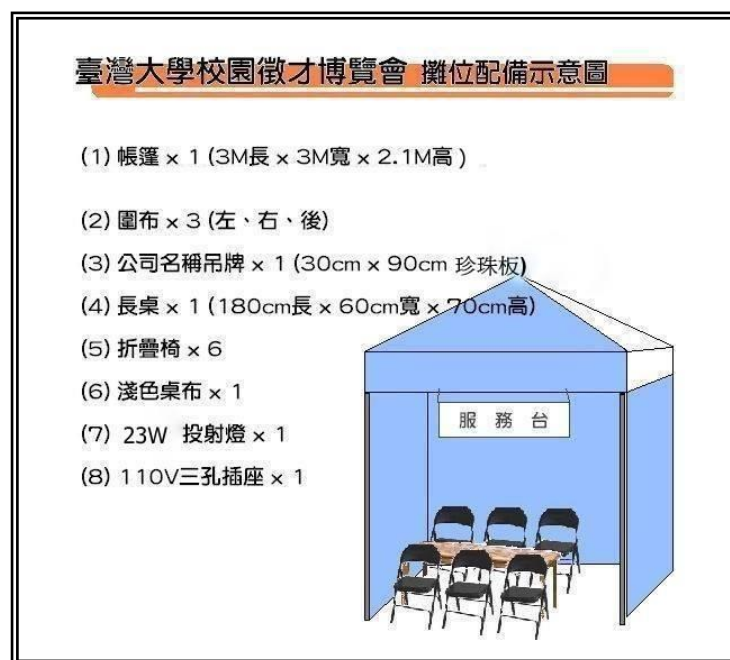 臺灣大學校園徵才博覽會 攤位配備示意圖
(1) 帳篷 × 1 (3M長 × 3M寬 × 2.1M高 )
(2) 圍布 × 3 (左、右、後)
(3) 公司名稱吊牌 × 1 (30cm × 90cm 珍珠板)
(4) 長桌 × 1 (180cm長 × 60cm寬 × 70cm高)
(5) 折疊椅 × 6
(6) 淺色桌布 × 1
(7) 23W 投射燈 × 1
(8) 110V三孔插座 × 1
服 務 台